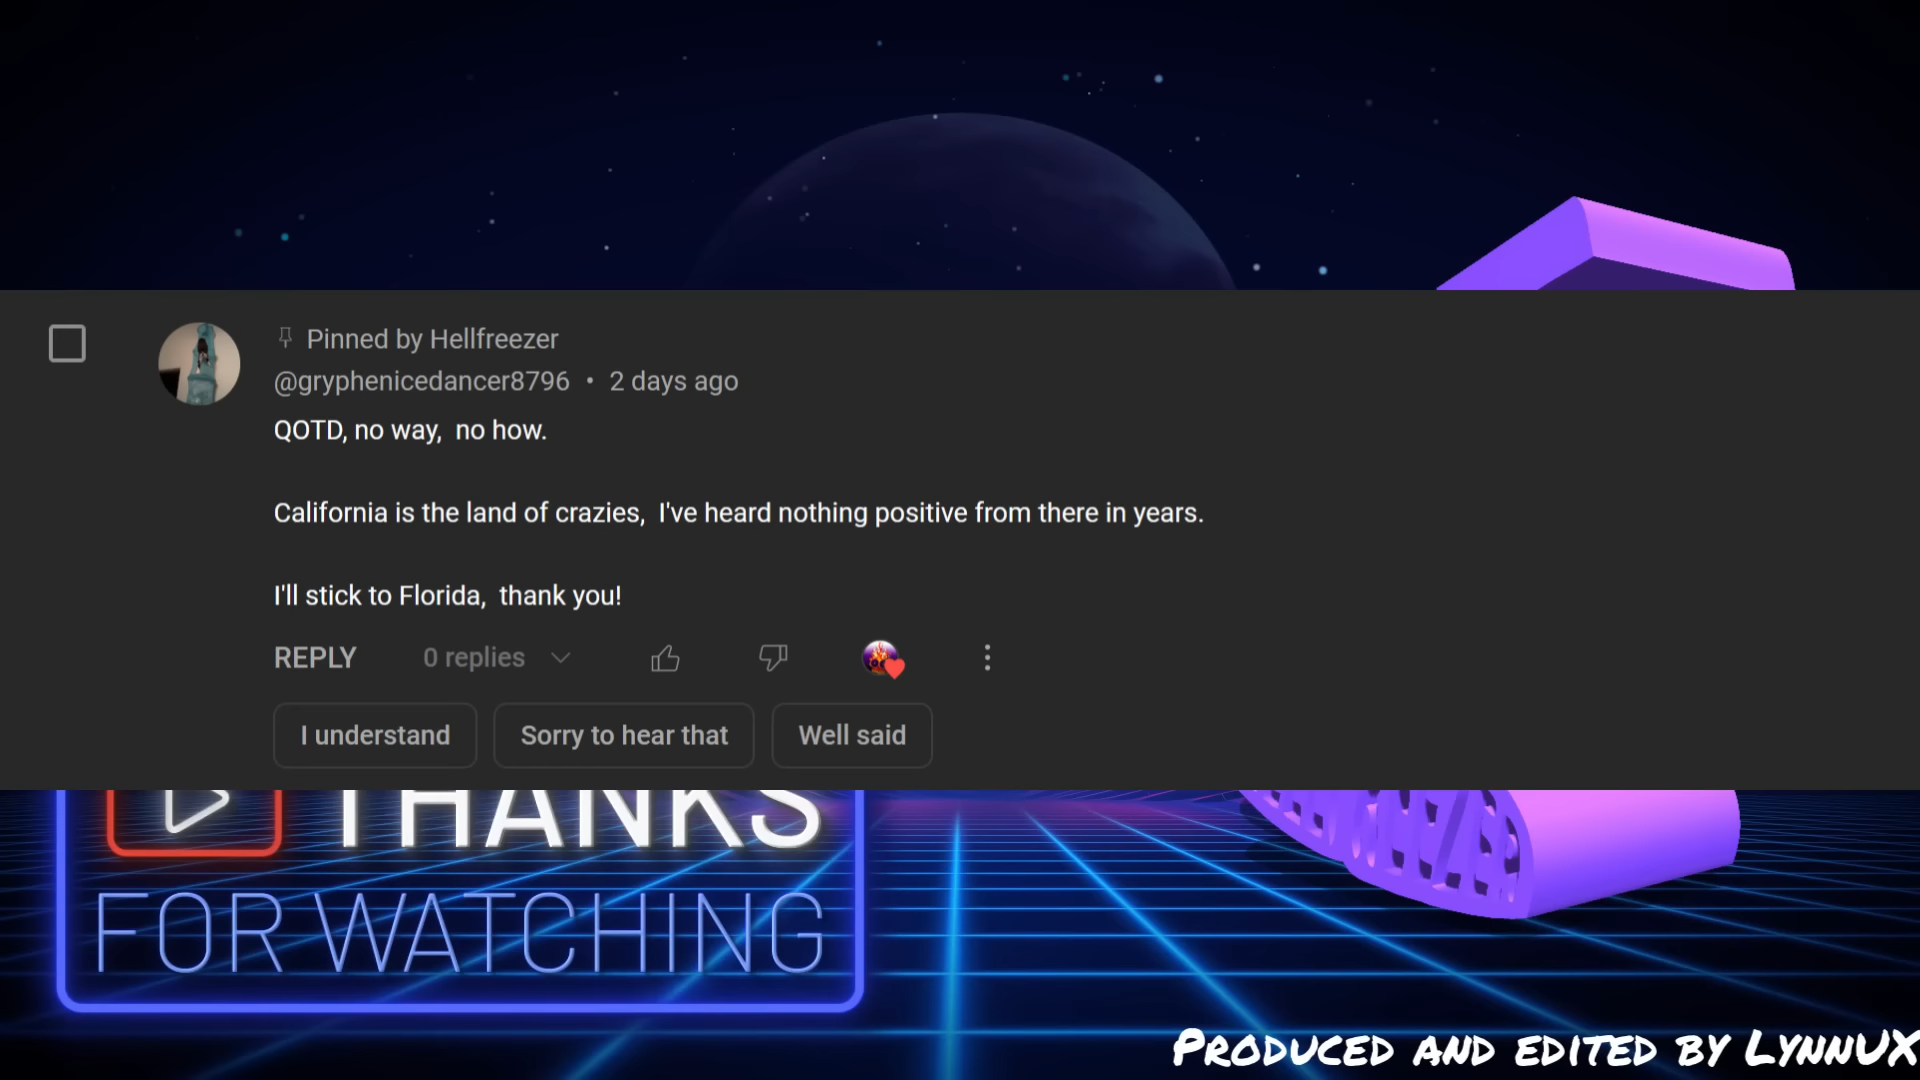 Pinned by Hellfreezer
@gryphenicedancer8796 • 2 days ago
QOTD, no way,  no how.
California is the land of crazies,  I've heard nothing positive from there in years.
I'll stick to Florida,  thank you!
REPLY 0 replies
I understand Sorry to hear that Well said
THANKS
FOR WATCHING
PRODUCED AND EDITED BY LYNNUX